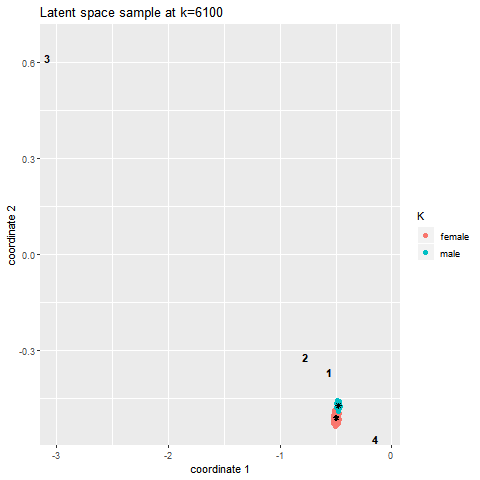 Latent space sample at k=6100
3
0.6
0.3
0.0
-0.3
2
1
4
-3
-2
-1
0
coordinate 1
coordinate 2
K
female
male